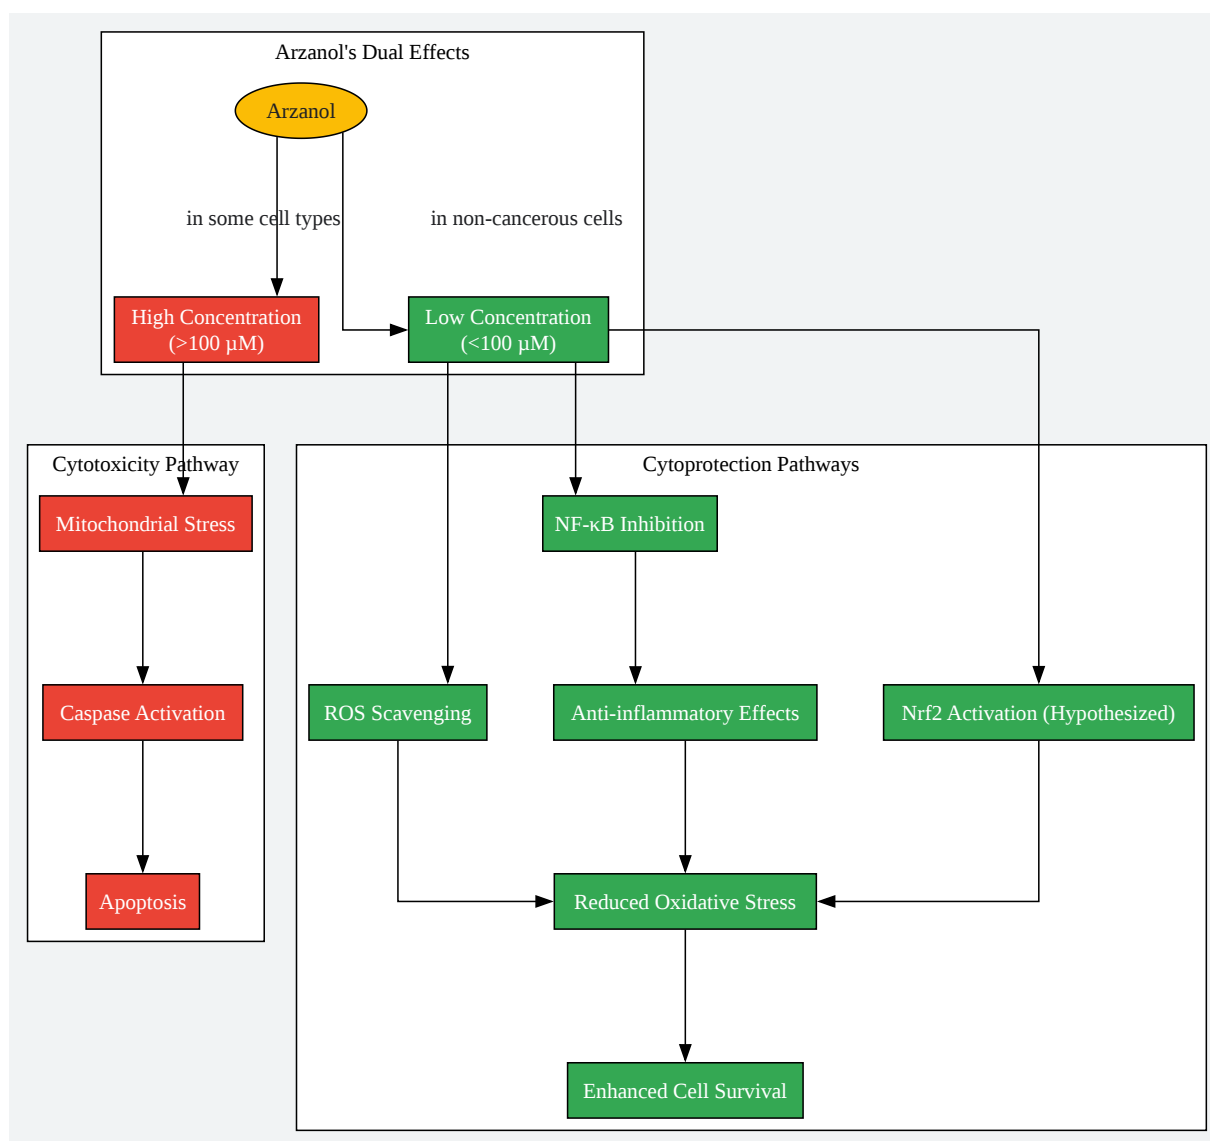 Arzanol's Dual Effects
Arzanol
in some cell types
in non-cancerous cells
High Concentration
(>100 µM)
Low Concentration
(<100 µM)
Cytotoxicity Pathway
Cytoprotection Pathways
Mitochondrial Stress
NF-κB Inhibition
Caspase Activation
ROS Scavenging
Anti-inflammatory Effects
Nrf2 Activation (Hypothesized)
Apoptosis
Reduced Oxidative Stress
Enhanced Cell Survival